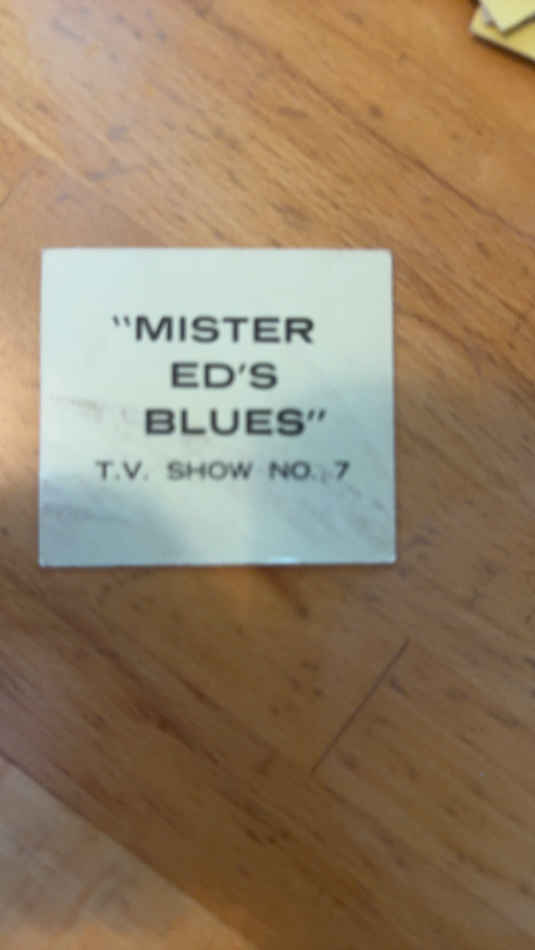 "MISTER
ED'S
BLUES"
T.V. SHOW NO. 7